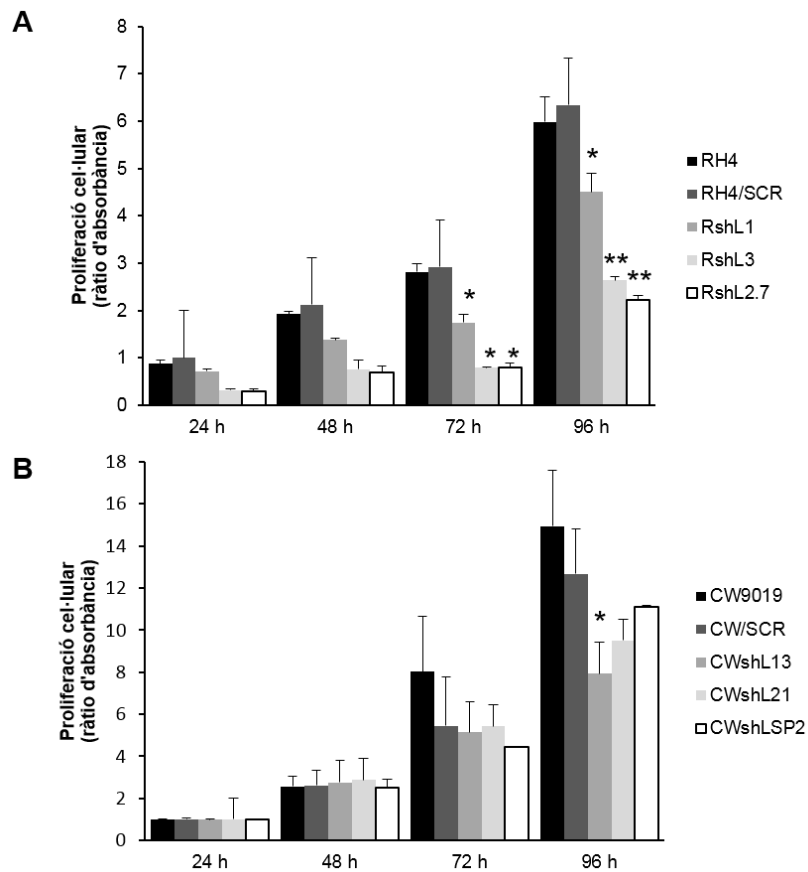 A
Proliferació cel·lular
(ràtio d'absorbància)
8
7
6
5
4
3
2
1
0
*
* *
*
** **
24 h 48 h 72 h 96 h
RH4
RH4/SCR
RshL1
RshL3
RshL2.7
B
Proliferació cel·lular
(ràtio d'absorbància)
18
16
14
12
10
8
6
4
2
0
*
24 h 48 h 72 h 96 h
CW9019
CW/SCR
CWshL13
CWshL21
CWshLSP2